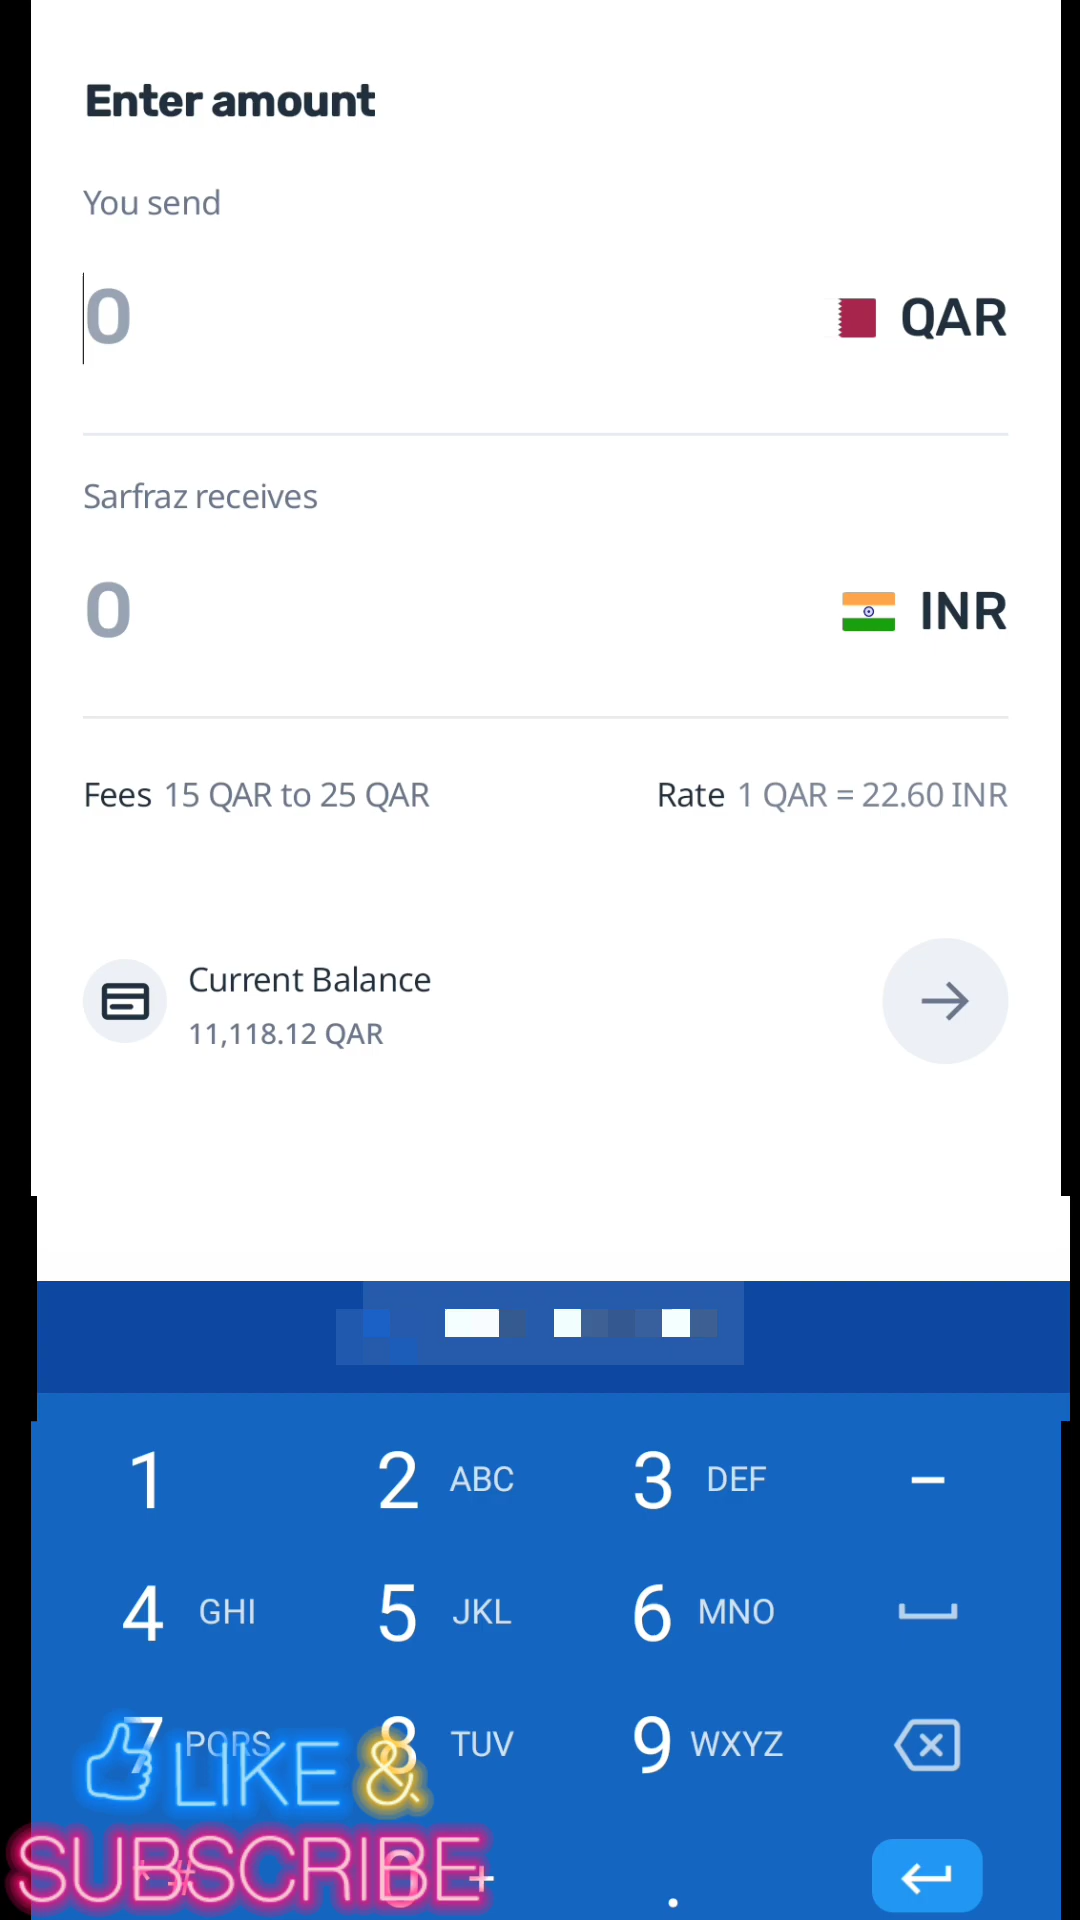 Enter amount
You send
0 QAR
Sarfraz receives
0 INR
Fees 15 QAR to 25 QAR Rate 1 QAR = 22.60 INR
Current Balance
11,118.12 QAR
1 2 ABC 3 DEF –
4 GHI 5 JKL 6 MNO
7 PQRS 8 TUV 9 WXYZ
LIKE &
* # 0 + .
SUBSCRIBE